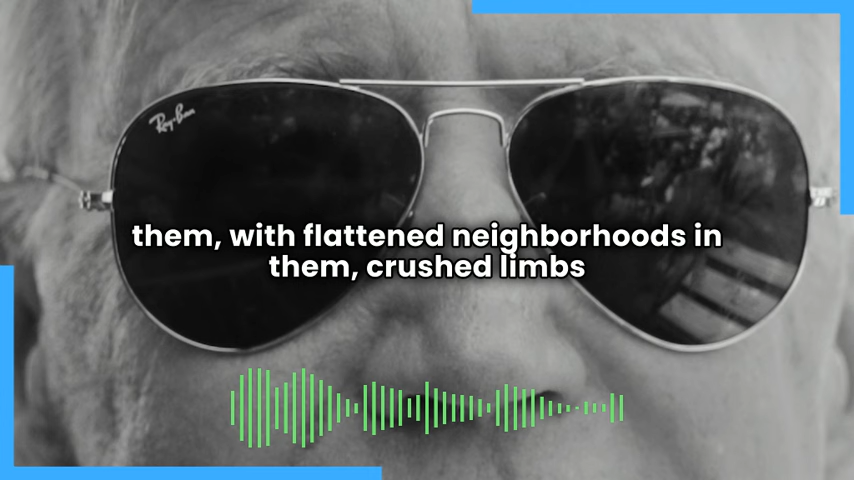 Ray-Ban
them, with flattened neighborhoods in
them, crushed limbs